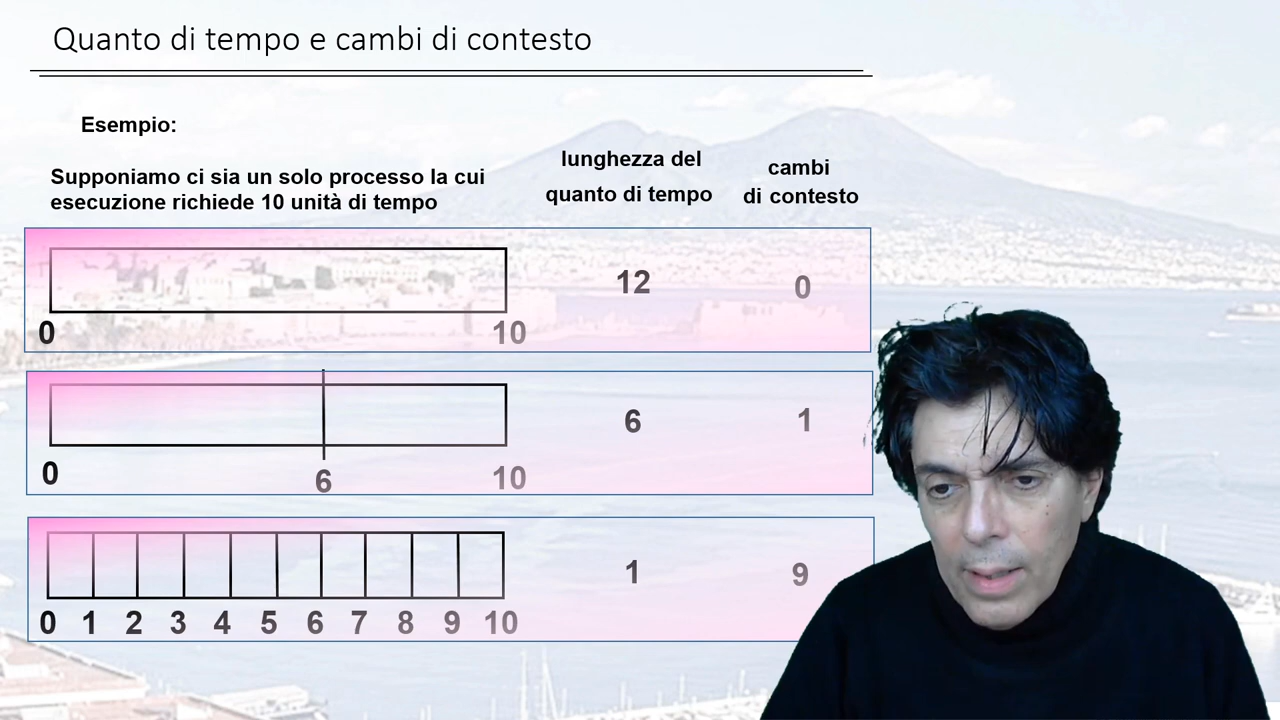 Quanto di tempo e cambi di contesto
Esempio:
Supponiamo ci sia un solo processo la cui
esecuzione richiede 10 unità di tempo
lunghezza del
quanto di tempo
cambi
di contesto
0 10
12
0
0 6 10
6
1
0 1 2 3 4 5 6 7 8 9 10
1
9